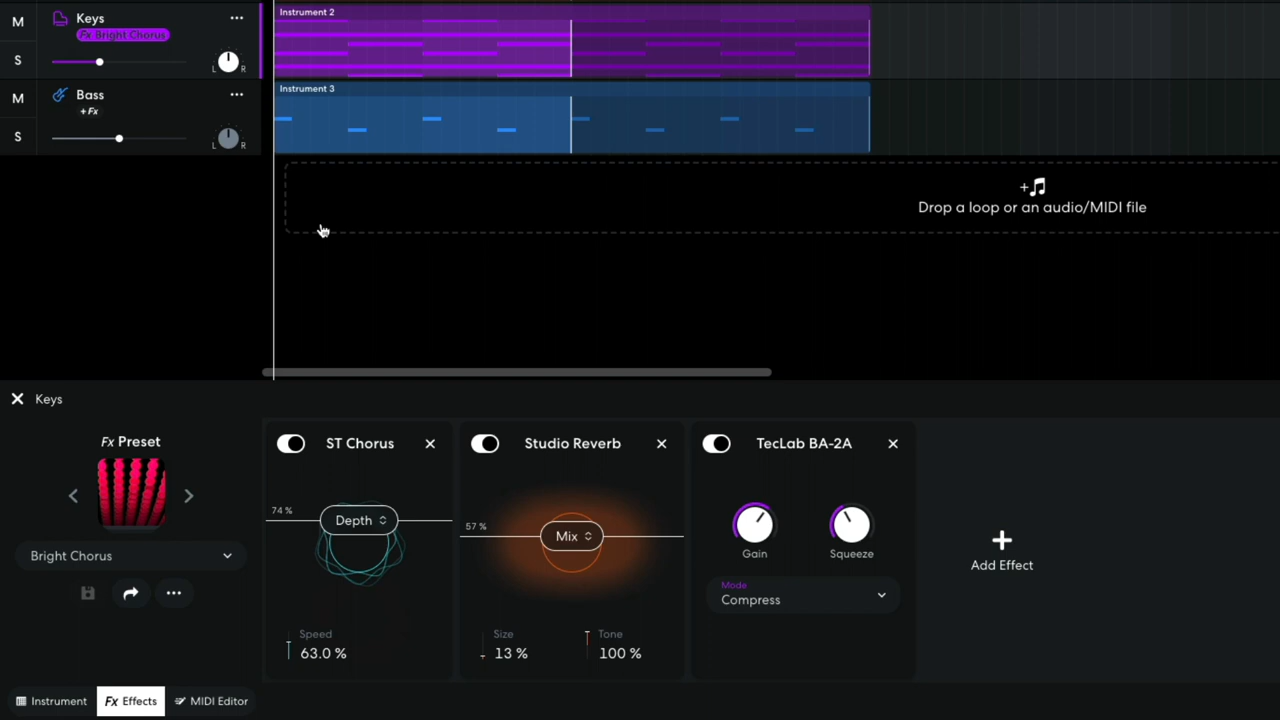 M
Keys
Fx Bright Chorus
S
L R
Instrument 2
M
Bass
+ Fx
S
L R
Instrument 3
Drop a loop or an audio/MIDI file
Keys
Fx Preset
Bright Chorus
ST Chorus
74 %
Depth
Speed
63.0 %
Studio Reverb
57 %
Mix
Size
13 %
Tone
100 %
TecLab BA-2A
Gain
Squeeze
Mode
Compress
Add Effect
Instrument
Fx Effects
MIDI Editor